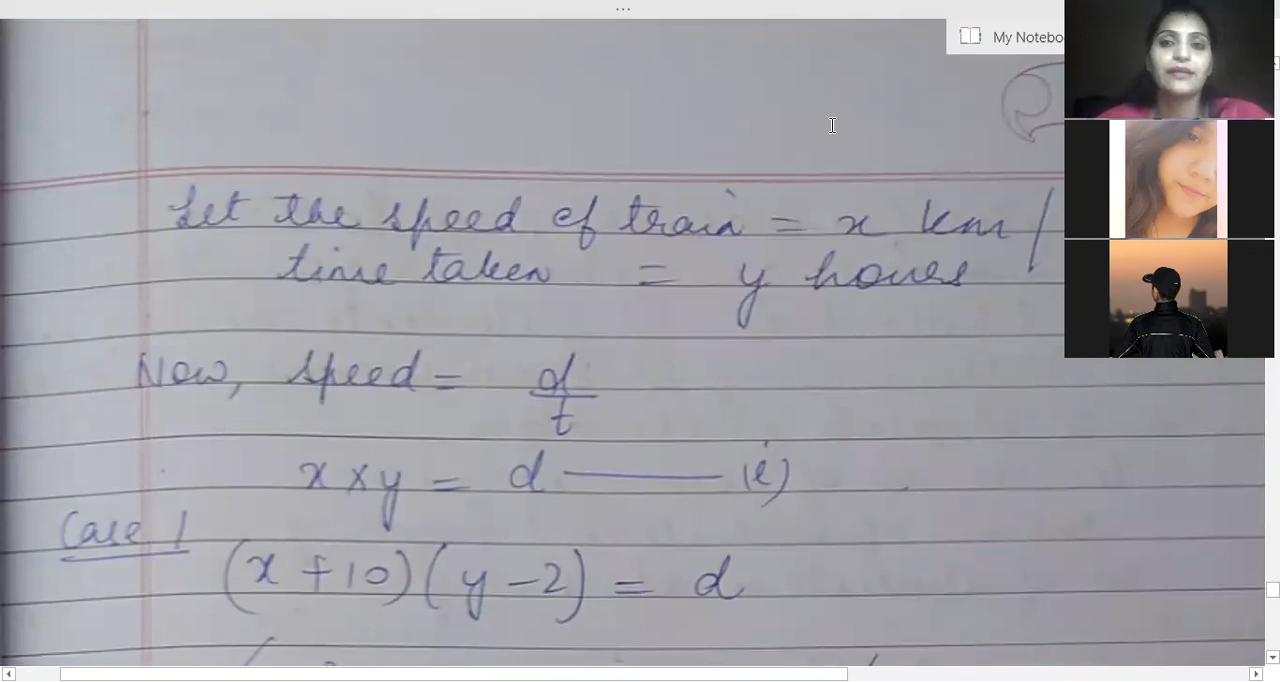 ...
My Notebo
Let the speed of train = x km/
time taken = y hours
Now, speed = d/t
x × y = d ——— (i)
Case 1
(x + 10) (y - 2) = d